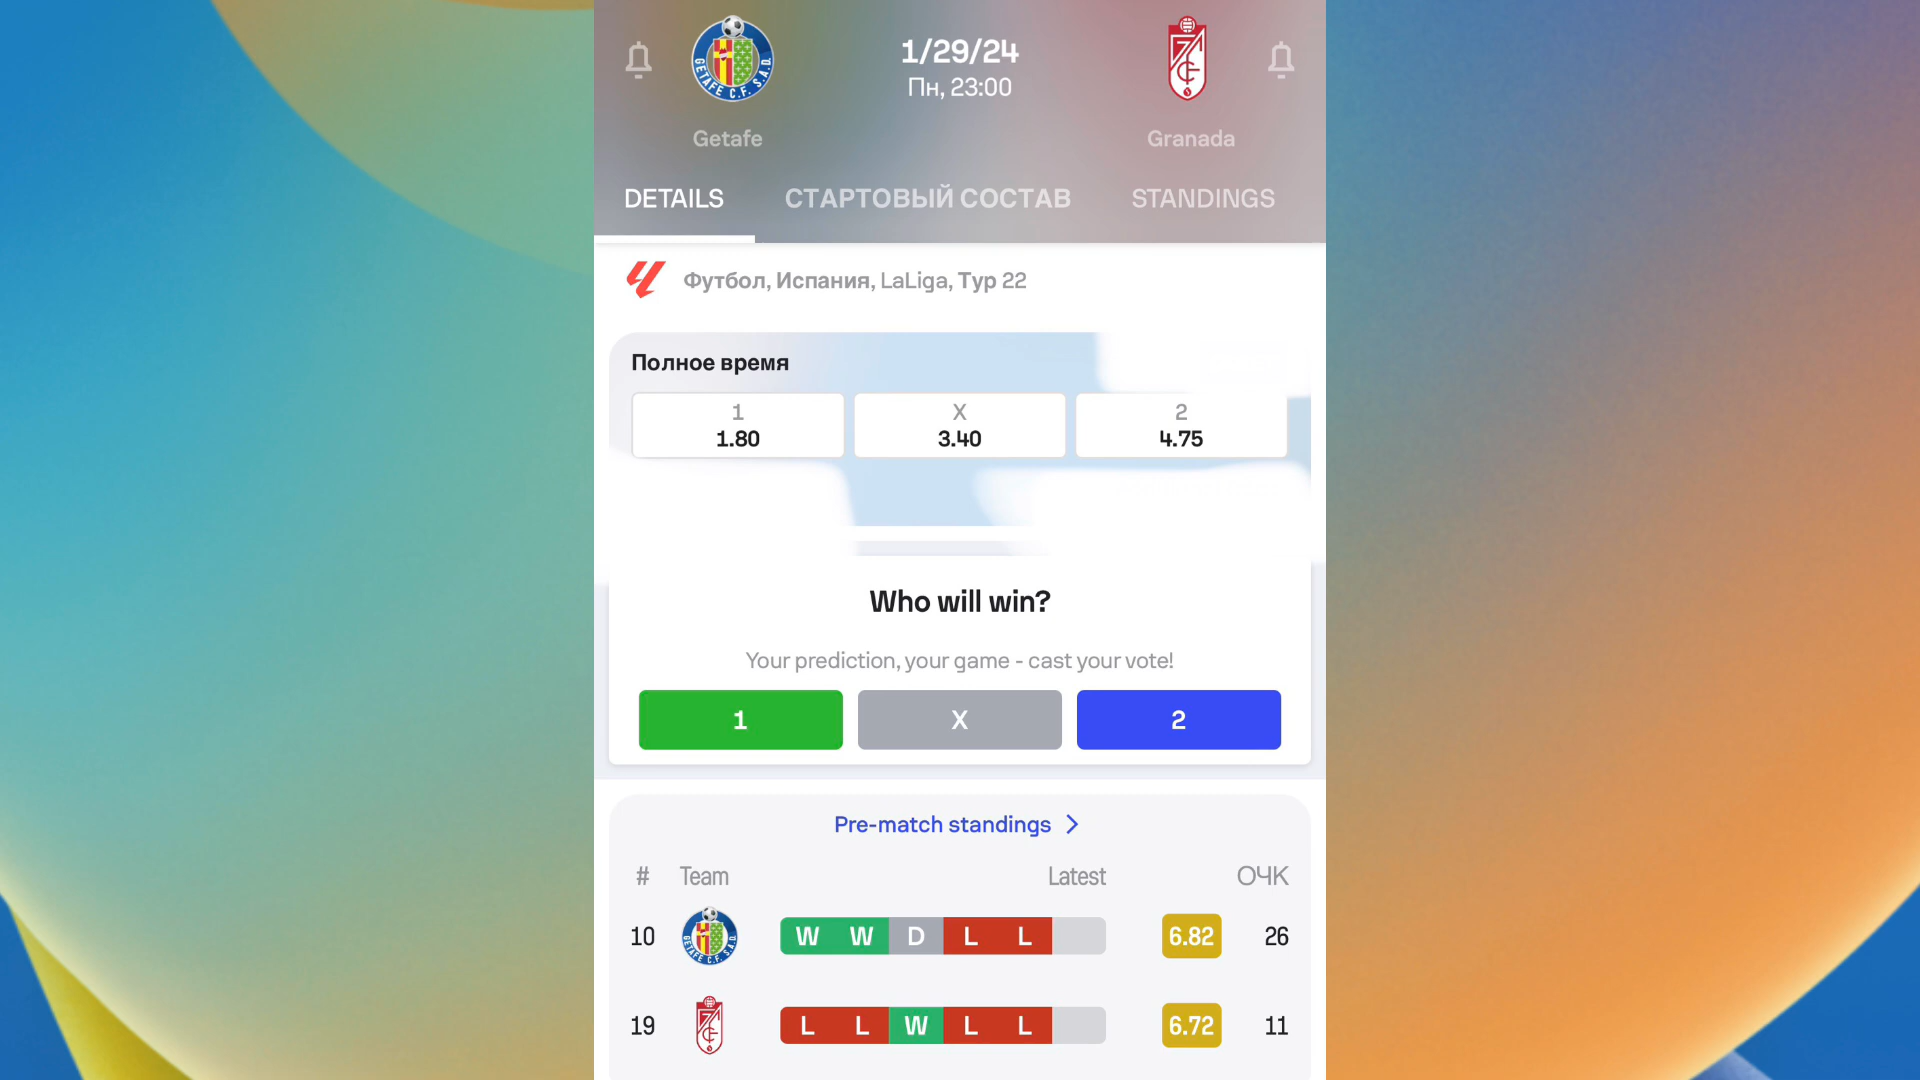 1/29/24
Пн, 23:00
GETAFE C.F. S.A.D.
Getafe
Granada
DETAILS
СТАРТОВЫЙ СОСТАВ
STANDINGS
Футбол, Испания, LaLiga, Тур 22
Полное время
1
X
2
1.80
3.40
4.75
Who will win?
Your prediction, your game - cast your vote!
1
X
2
Pre-match standings
# Team Latest ОЧК
10 W W D L L 6.82 26
19 L L W L L 6.72 11